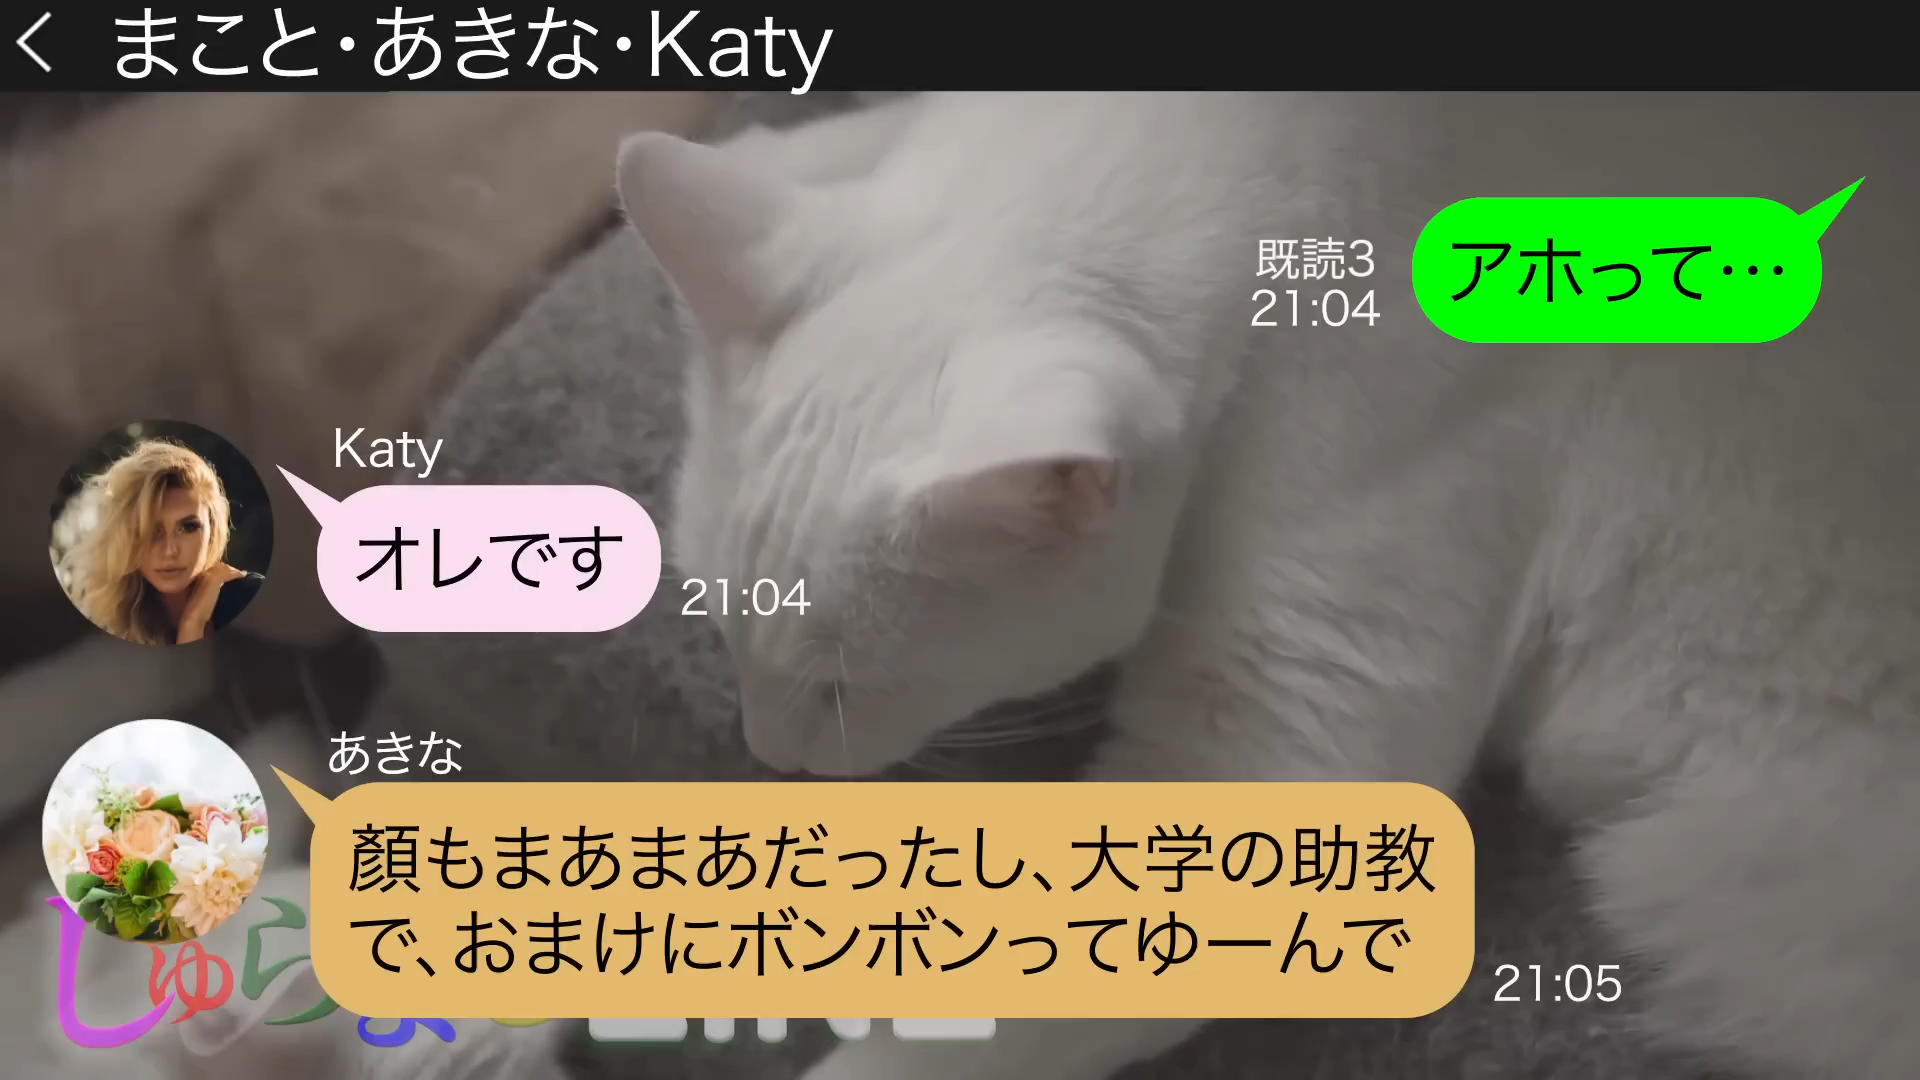 まこと・あきな・Katy
アホって…
既読3
21:04
Katy
オレです
21:04
あきな
顔もまあまあだったし、大学の助教
で、おまけにボンボンってゆーんで
21:05
しゅら